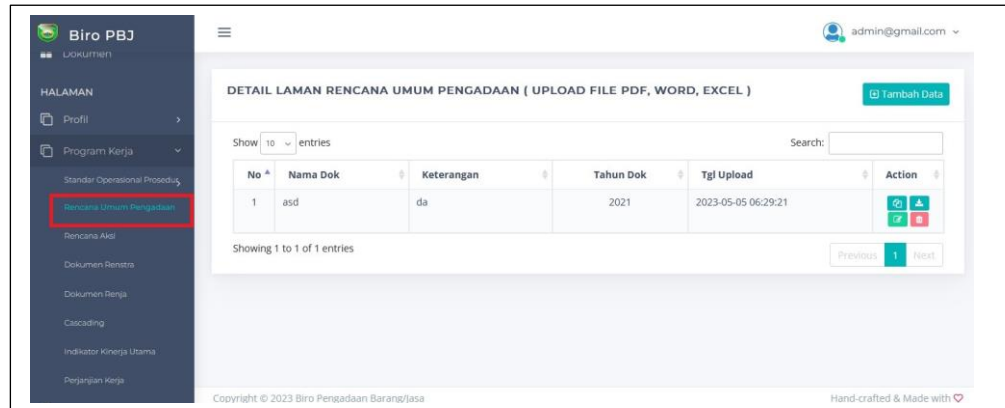 Biro PBJ
admin@gmail.com
Dokumen
HALAMAN
Profil
Program Kerja
Standar Operasional Prosedur
Rencana Umum Pengadaan
Rencana Aksi
Dokumen Renstra
Dokumen Renja
Cascading
Indikator Kinerja Utama
Perjanjian Kerja
DETAIL LAMAN RENCANA UMUM PENGADAAN ( UPLOAD FILE PDF, WORD, EXCEL )
Tambah Data
Show 10 entries
Search:
No Nama Dok Keterangan Tahun Dok Tgl Upload Action
1 asd da 2021 2023-05-05 06:29:21
Showing 1 to 1 of 1 entries
Previous 1 Next
Copyright © 2023 Biro Pengadaan Barang/Jasa
Hand-crafted & Made with